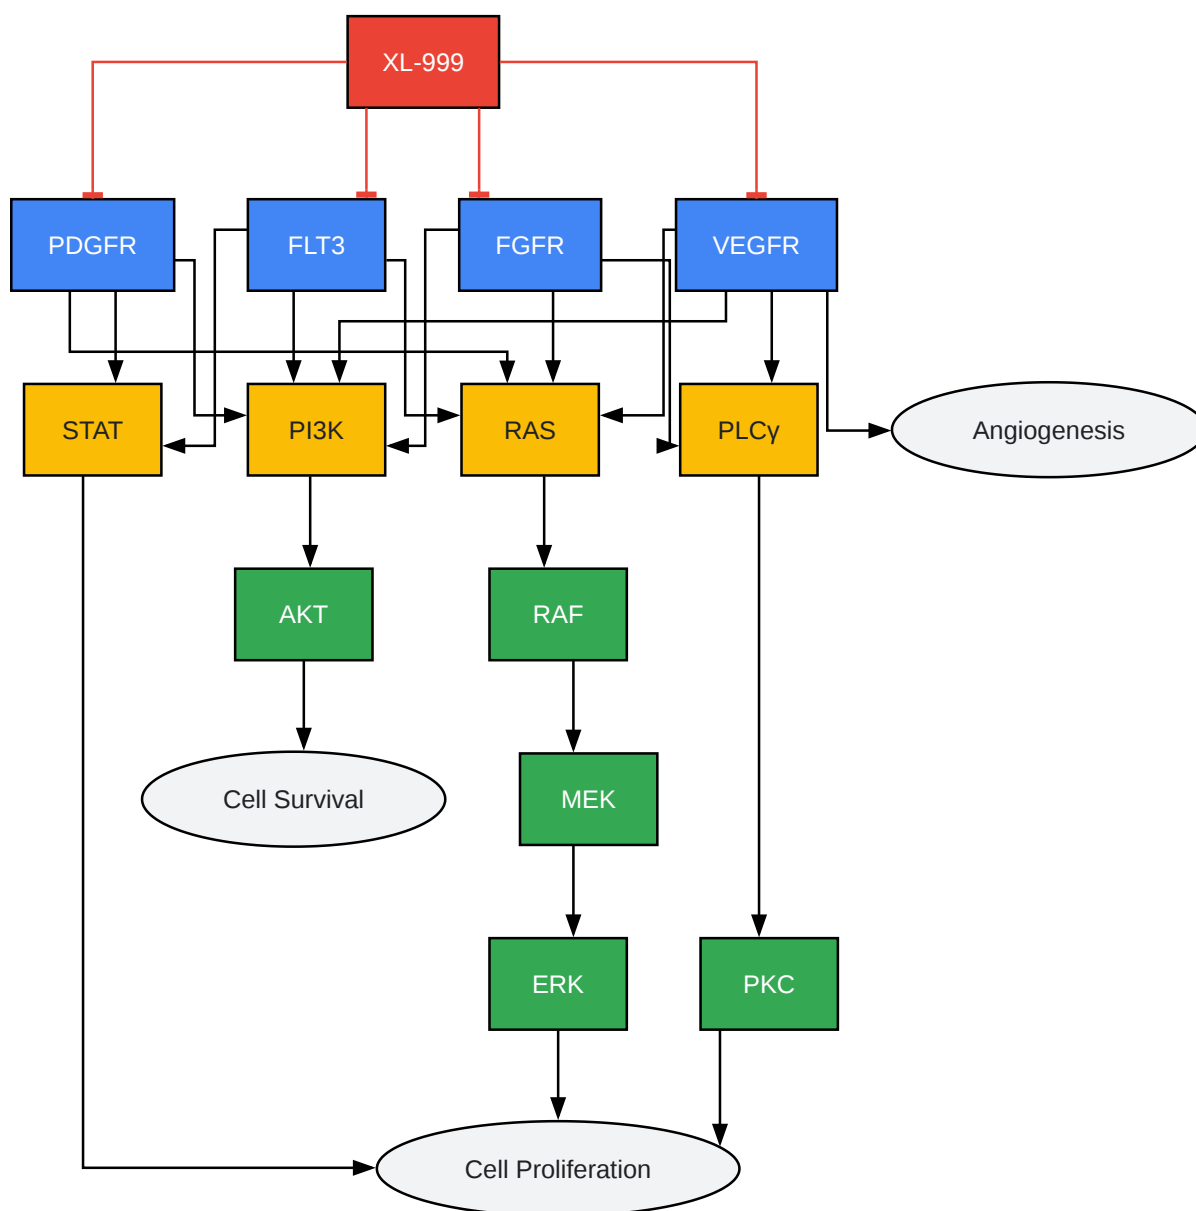 XL-999
PDGFR
FLT3
FGFR
VEGFR
STAT
PI3K
RAS
PLCγ
Angiogenesis
AKT
RAF
Cell Survival
MEK
ERK
PKC
Cell Proliferation